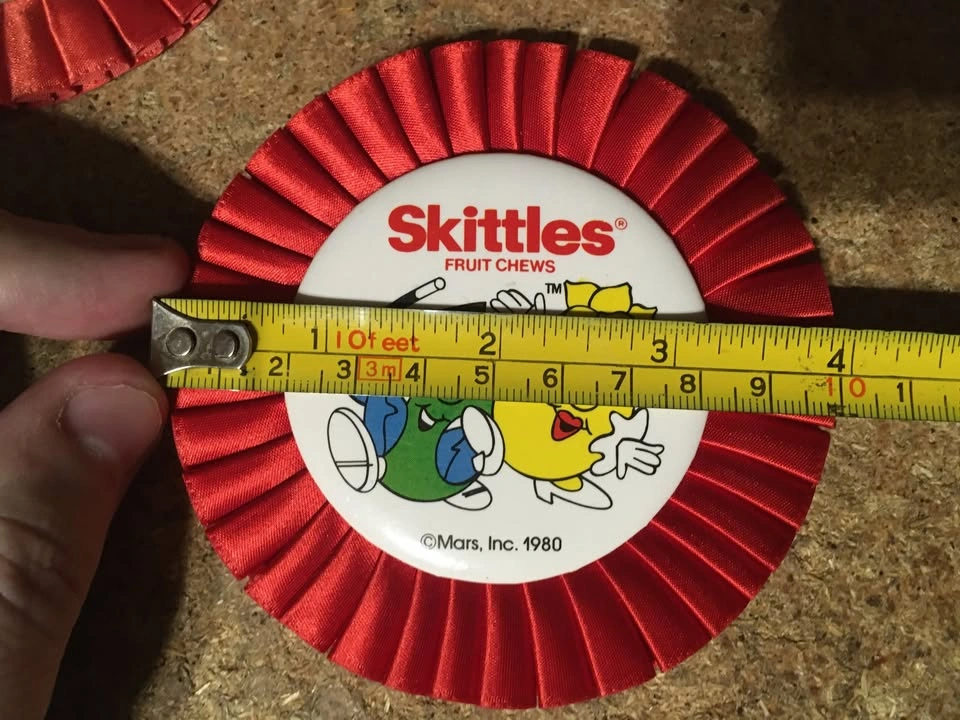 Skittles®
FRUIT CHEWS
TM
1 10feet 2 3 4
2 3 3m 4 5 6 7 8 9 10 1
©Mars, Inc. 1980